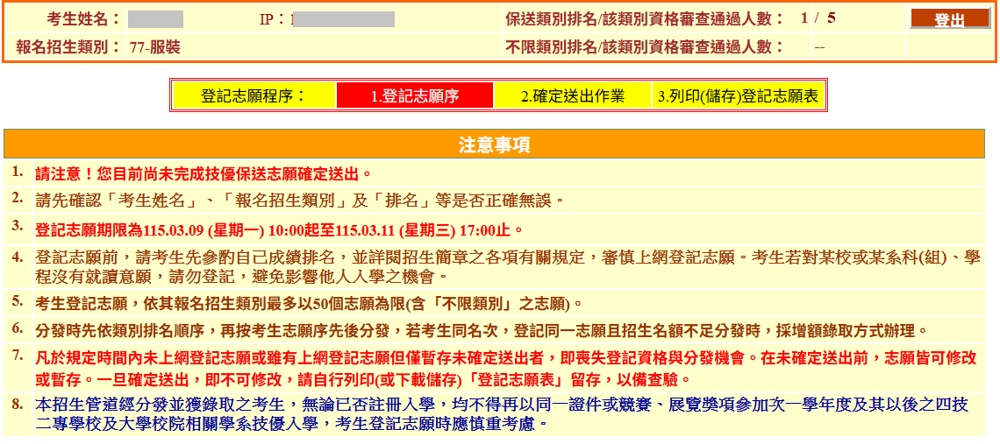 考生姓名： IP： 保送類別排名/該類別資格審查通過人數： 1 / 5 登出
報名招生類別： 77-服裝 不限類別排名/該類別資格審查通過人數： --
登記志願程序： 1.登記志願序 2.確定送出作業 3.列印(儲存)登記志願表
注意事項
1. 請注意！您目前尚未完成技優保送志願確定送出。
2. 請先確認「考生姓名」、「報名招生類別」及「排名」等是否正確無誤。
3. 登記志願期限為115.03.09 (星期一) 10:00起至115.03.11 (星期三) 17:00止。
4. 登記志願前，請考生先參酌自己成績排名，並詳閱招生簡章之各項有關規定，審慎上網登記志願。考生若對某校或某系科(組)、學
程沒有就讀意願，請勿登記，避免影響他人入學之機會。
5. 考生登記志願，依其報名招生類別最多以50個志願為限(含「不限類別」之志願)。
6. 分發時先依類別排名順序，再按考生志願序先後分發，若考生同名次，登記同一志願且招生名額不足分發時，採增額錄取方式辦理。
7. 凡於規定時間內未上網登記志願或雖有上網登記志願但僅暫存未確定送出者，即喪失登記資格與分發機會。在未確定送出前，志願皆可修改
或暫存。一旦確定送出，即不可修改，請自行列印(或下載儲存)「登記志願表」留存，以備查驗。
8. 本招生管道經分發並獲錄取之考生，無論已否註冊入學，均不得再以同一證件或競賽、展覽獎項參加次一學年度及其以後之四技
二專學校及大學校院相關學系技優入學，考生登記志願時應慎重考慮。